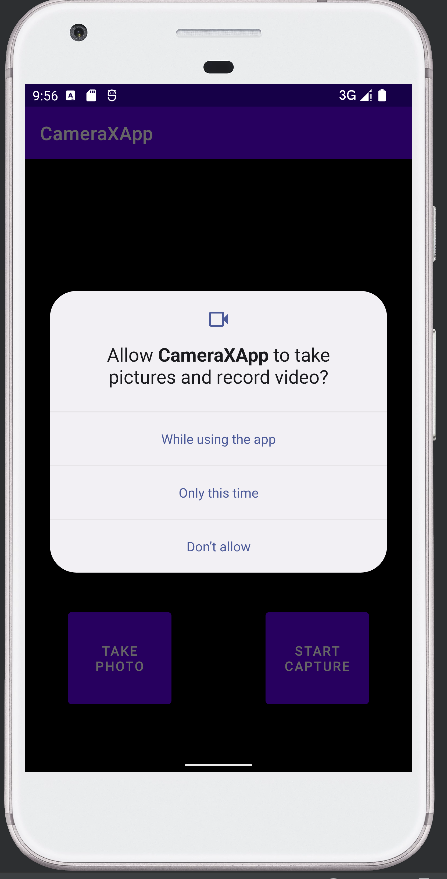 9:56
3G
CameraXApp
Allow CameraXApp to take
pictures and record video?
While using the app
Only this time
Don't allow
TAKE
PHOTO
START
CAPTURE